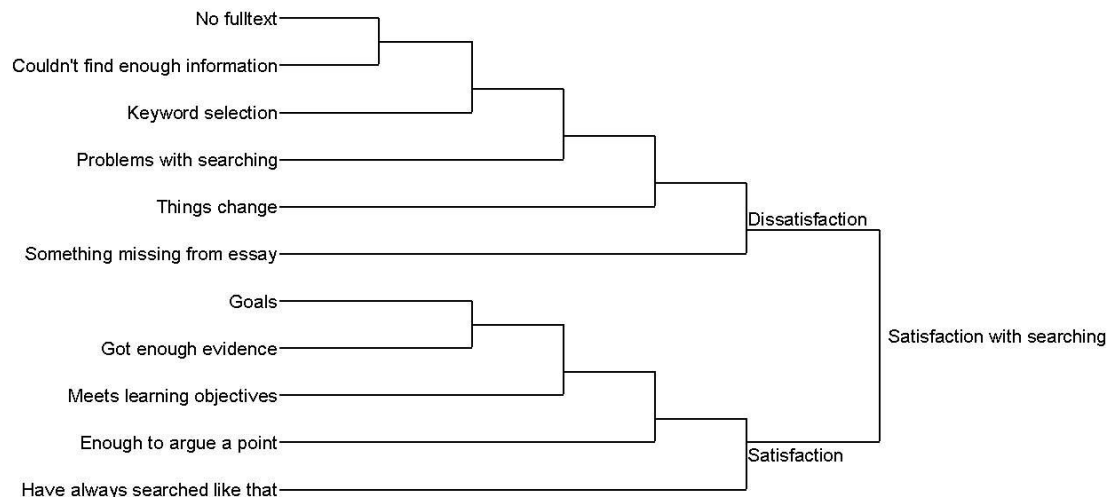 No fulltext
Couldn't find enough information
Keyword selection
Problems with searching
Things change
Dissatisfaction
Something missing from essay
Goals
Satisfaction with searching
Got enough evidence
Meets learning objectives
Enough to argue a point
Satisfaction
Have always searched like that